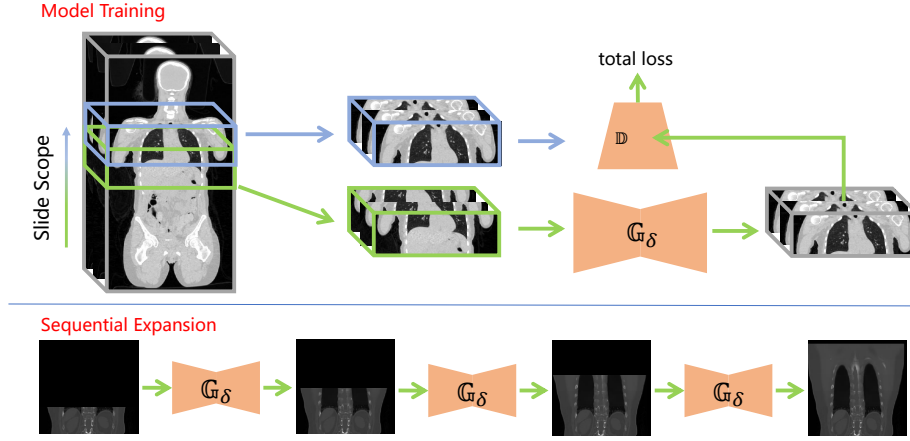 Model Training
total loss
𝔻
Slide Scope
𝔾δ
Sequential Expansion
𝔾δ
𝔾δ
𝔾δ